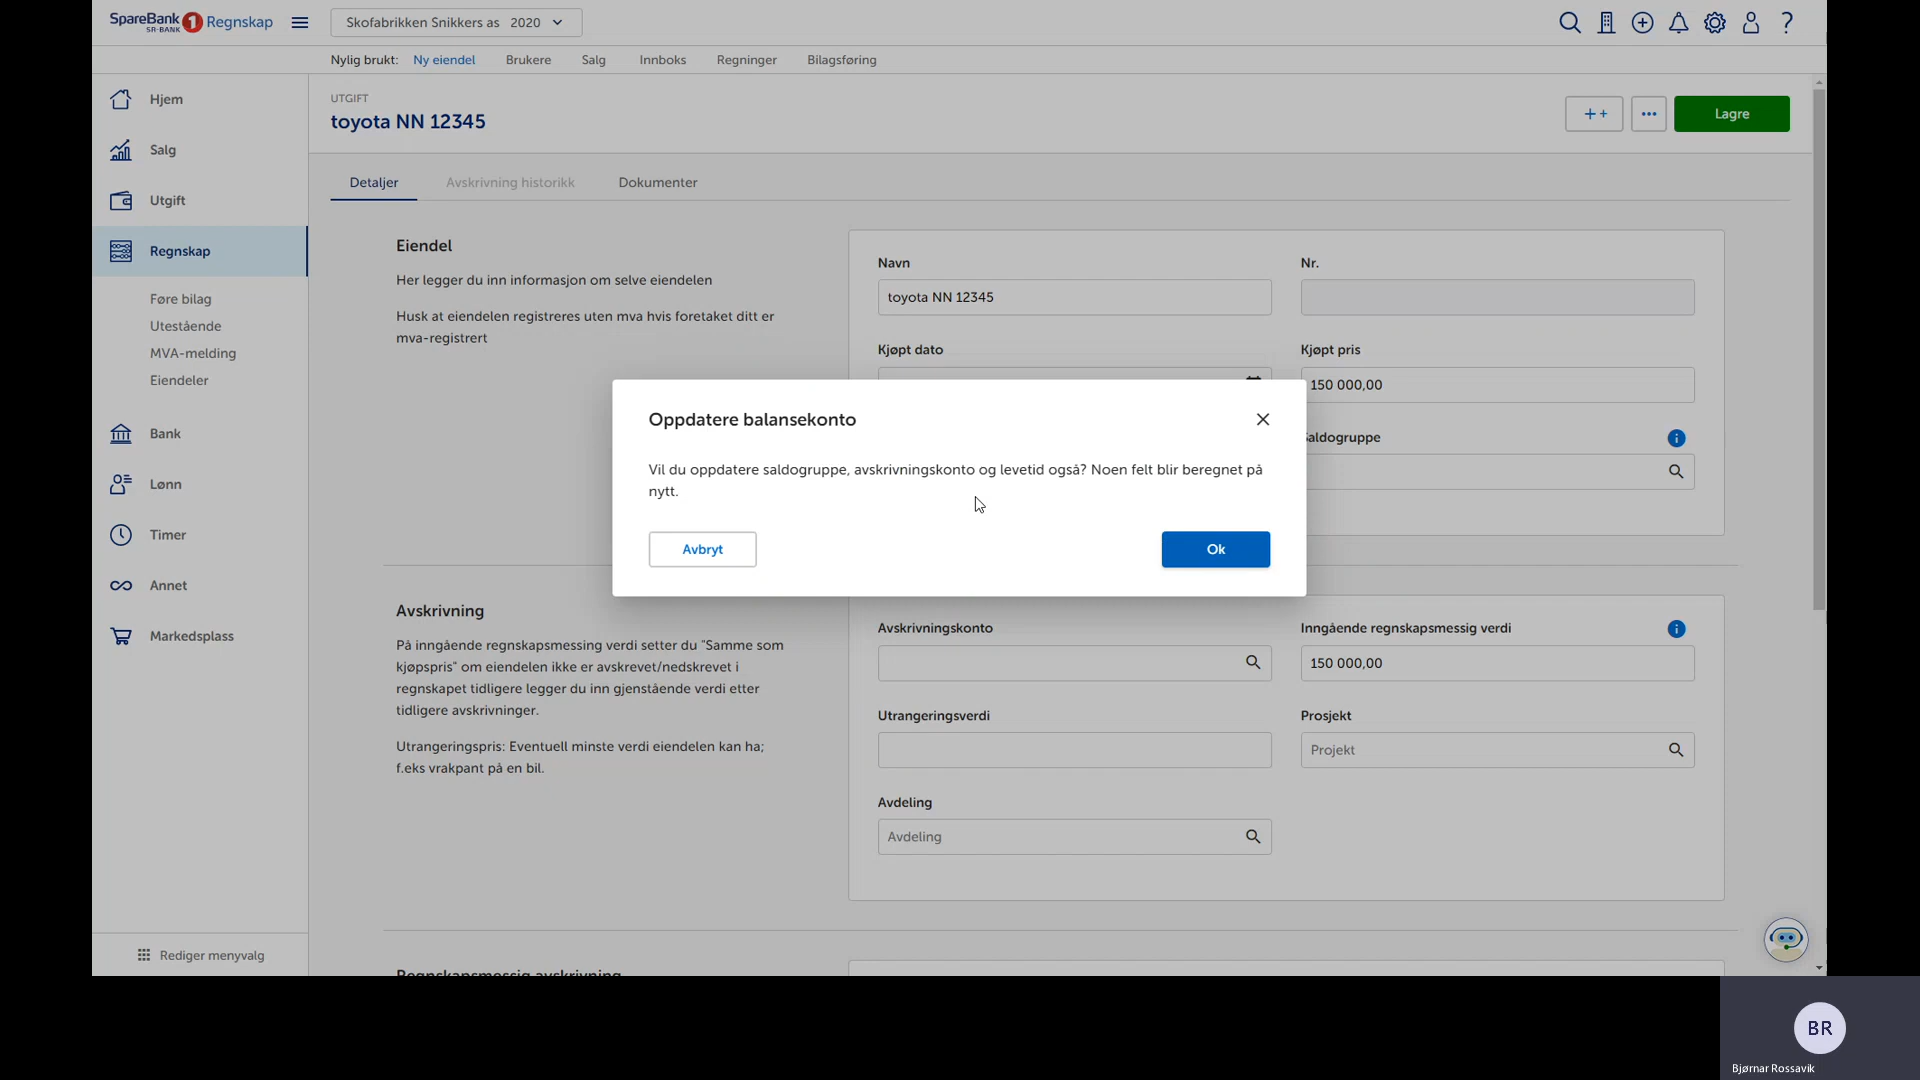 SpareBank 1 Regnskap
SR-BANK
Skofabrikken Snikkers as 2020
Nylig brukt: Ny eiendel Brukere Salg Innboks Regninger Bilagsføring
Hjem
Salg
Utgift
Regnskap
Føre bilag
Utestående
MVA-melding
Eiendeler
Bank
Lønn
Timer
Annet
Markedsplass
Rediger menyvalg
UTGIFT
toyota NN 12345
++
Lagre
Detaljer Avskrivning historikk Dokumenter
Eiendel
Her legger du inn informasjon om selve eiendelen
Husk at eiendelen registreres uten mva hvis foretaket ditt er
mva-registrert
Navn
toyota NN 12345
Nr.
Kjøpt dato
Kjøpt pris
150 000,00
Saldogruppe
Oppdatere balansekonto
Vil du oppdatere saldogruppe, avskrivningskonto og levetid også? Noen felt blir beregnet på
nytt.
Avbryt
Ok
Avskrivning
På inngående regnskapsmessing verdi setter du "Samme som
kjøpspris" om eiendelen ikke er avskrevet/nedskrevet i
regnskapet tidligere legger du inn gjenstående verdi etter
tidligere avskrivninger.
Utrangeringspris: Eventuell minste verdi eiendelen kan ha;
f.eks vrakpant på en bil.
Avskrivningskonto
Inngående regnskapsmessig verdi
150 000,00
Utrangeringsverdi
Prosjekt
Projekt
Avdeling
Avdeling
Regnskapsmessig avskrivning
BR
Bjørnar Rossavik